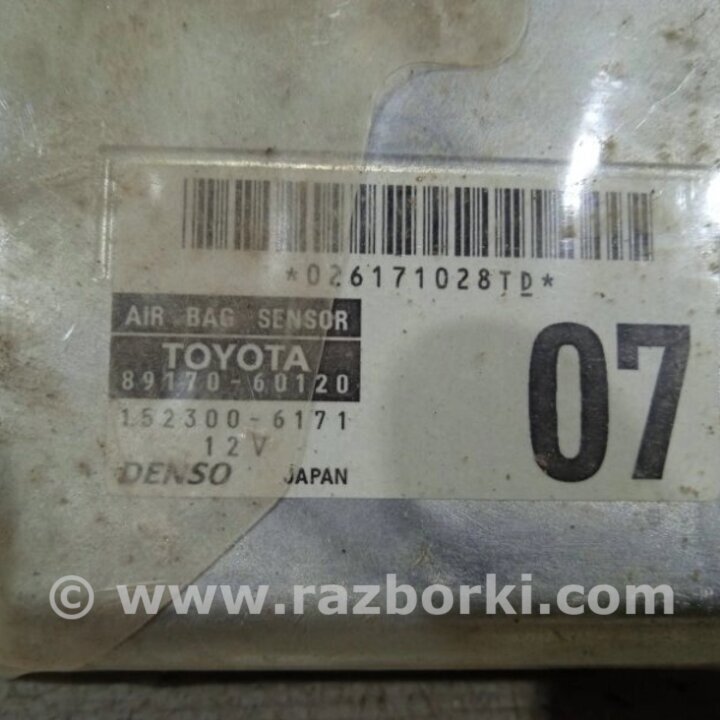 *026171028TD*
AIR BAG SENSOR
TOYOTA
89170-60120
152300-6171
12V
DENSO JAPAN
07
© www.razborki.com